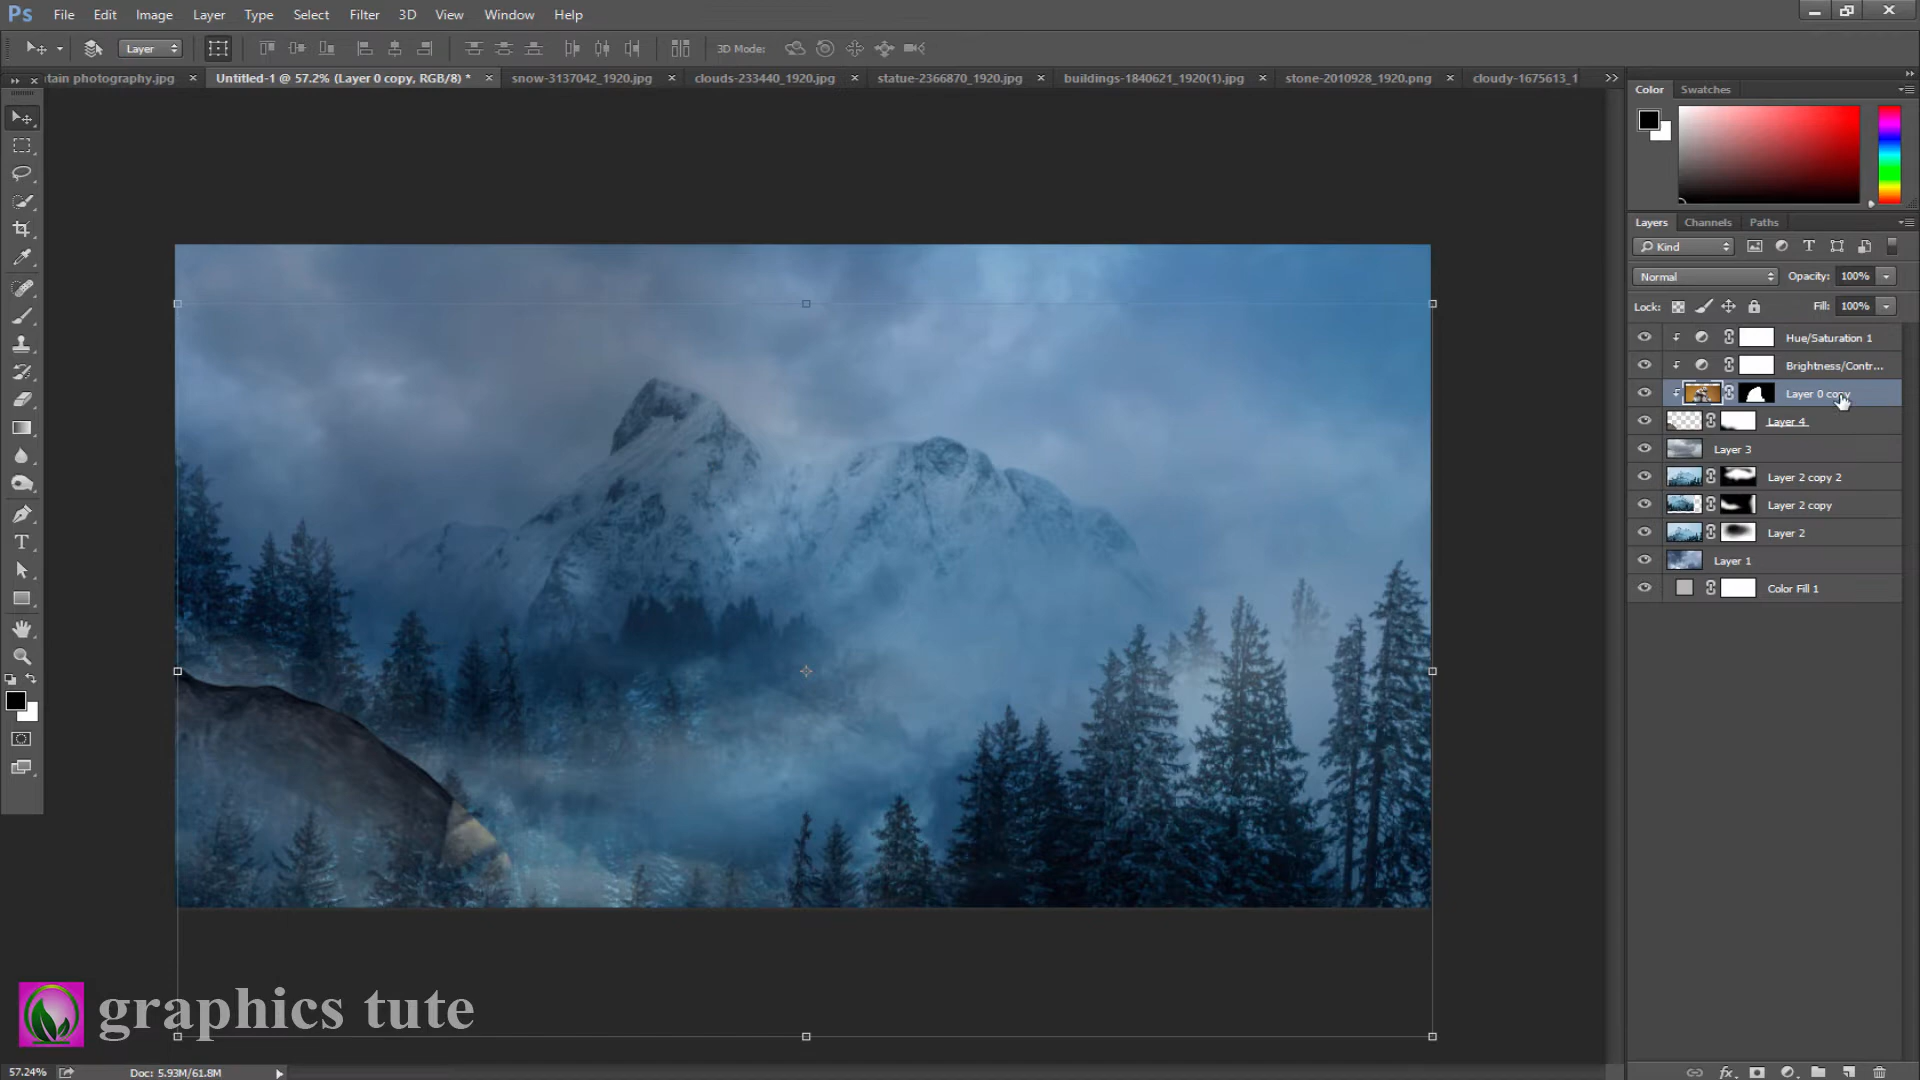 Ps File Edit Image Layer Type Select Filter 3D View Window Help
Layer 3D Mode:
tain photography.jpg × Untitled-1 @ 57.2% (Layer 0 copy, RGB/8) * × snow-3137042_1920.jpg × clouds-233440_1920.jpg × statue-2366870_1920.jpg × buildings-1840621_1920(1).jpg × stone-2010928_1920.png × cloudy-1675613_1
Color Swatches
Layers Channels Paths
Kind
Normal Opacity: 100%
Lock: Fill: 100%
Hue/Saturation 1
Brightness/Contr...
Layer 0 copy
Layer 4
Layer 3
Layer 2 copy 2
Layer 2 copy
Layer 2
Layer 1
Color Fill 1
graphics tute
57.24% Doc: 5.93M/61.8M